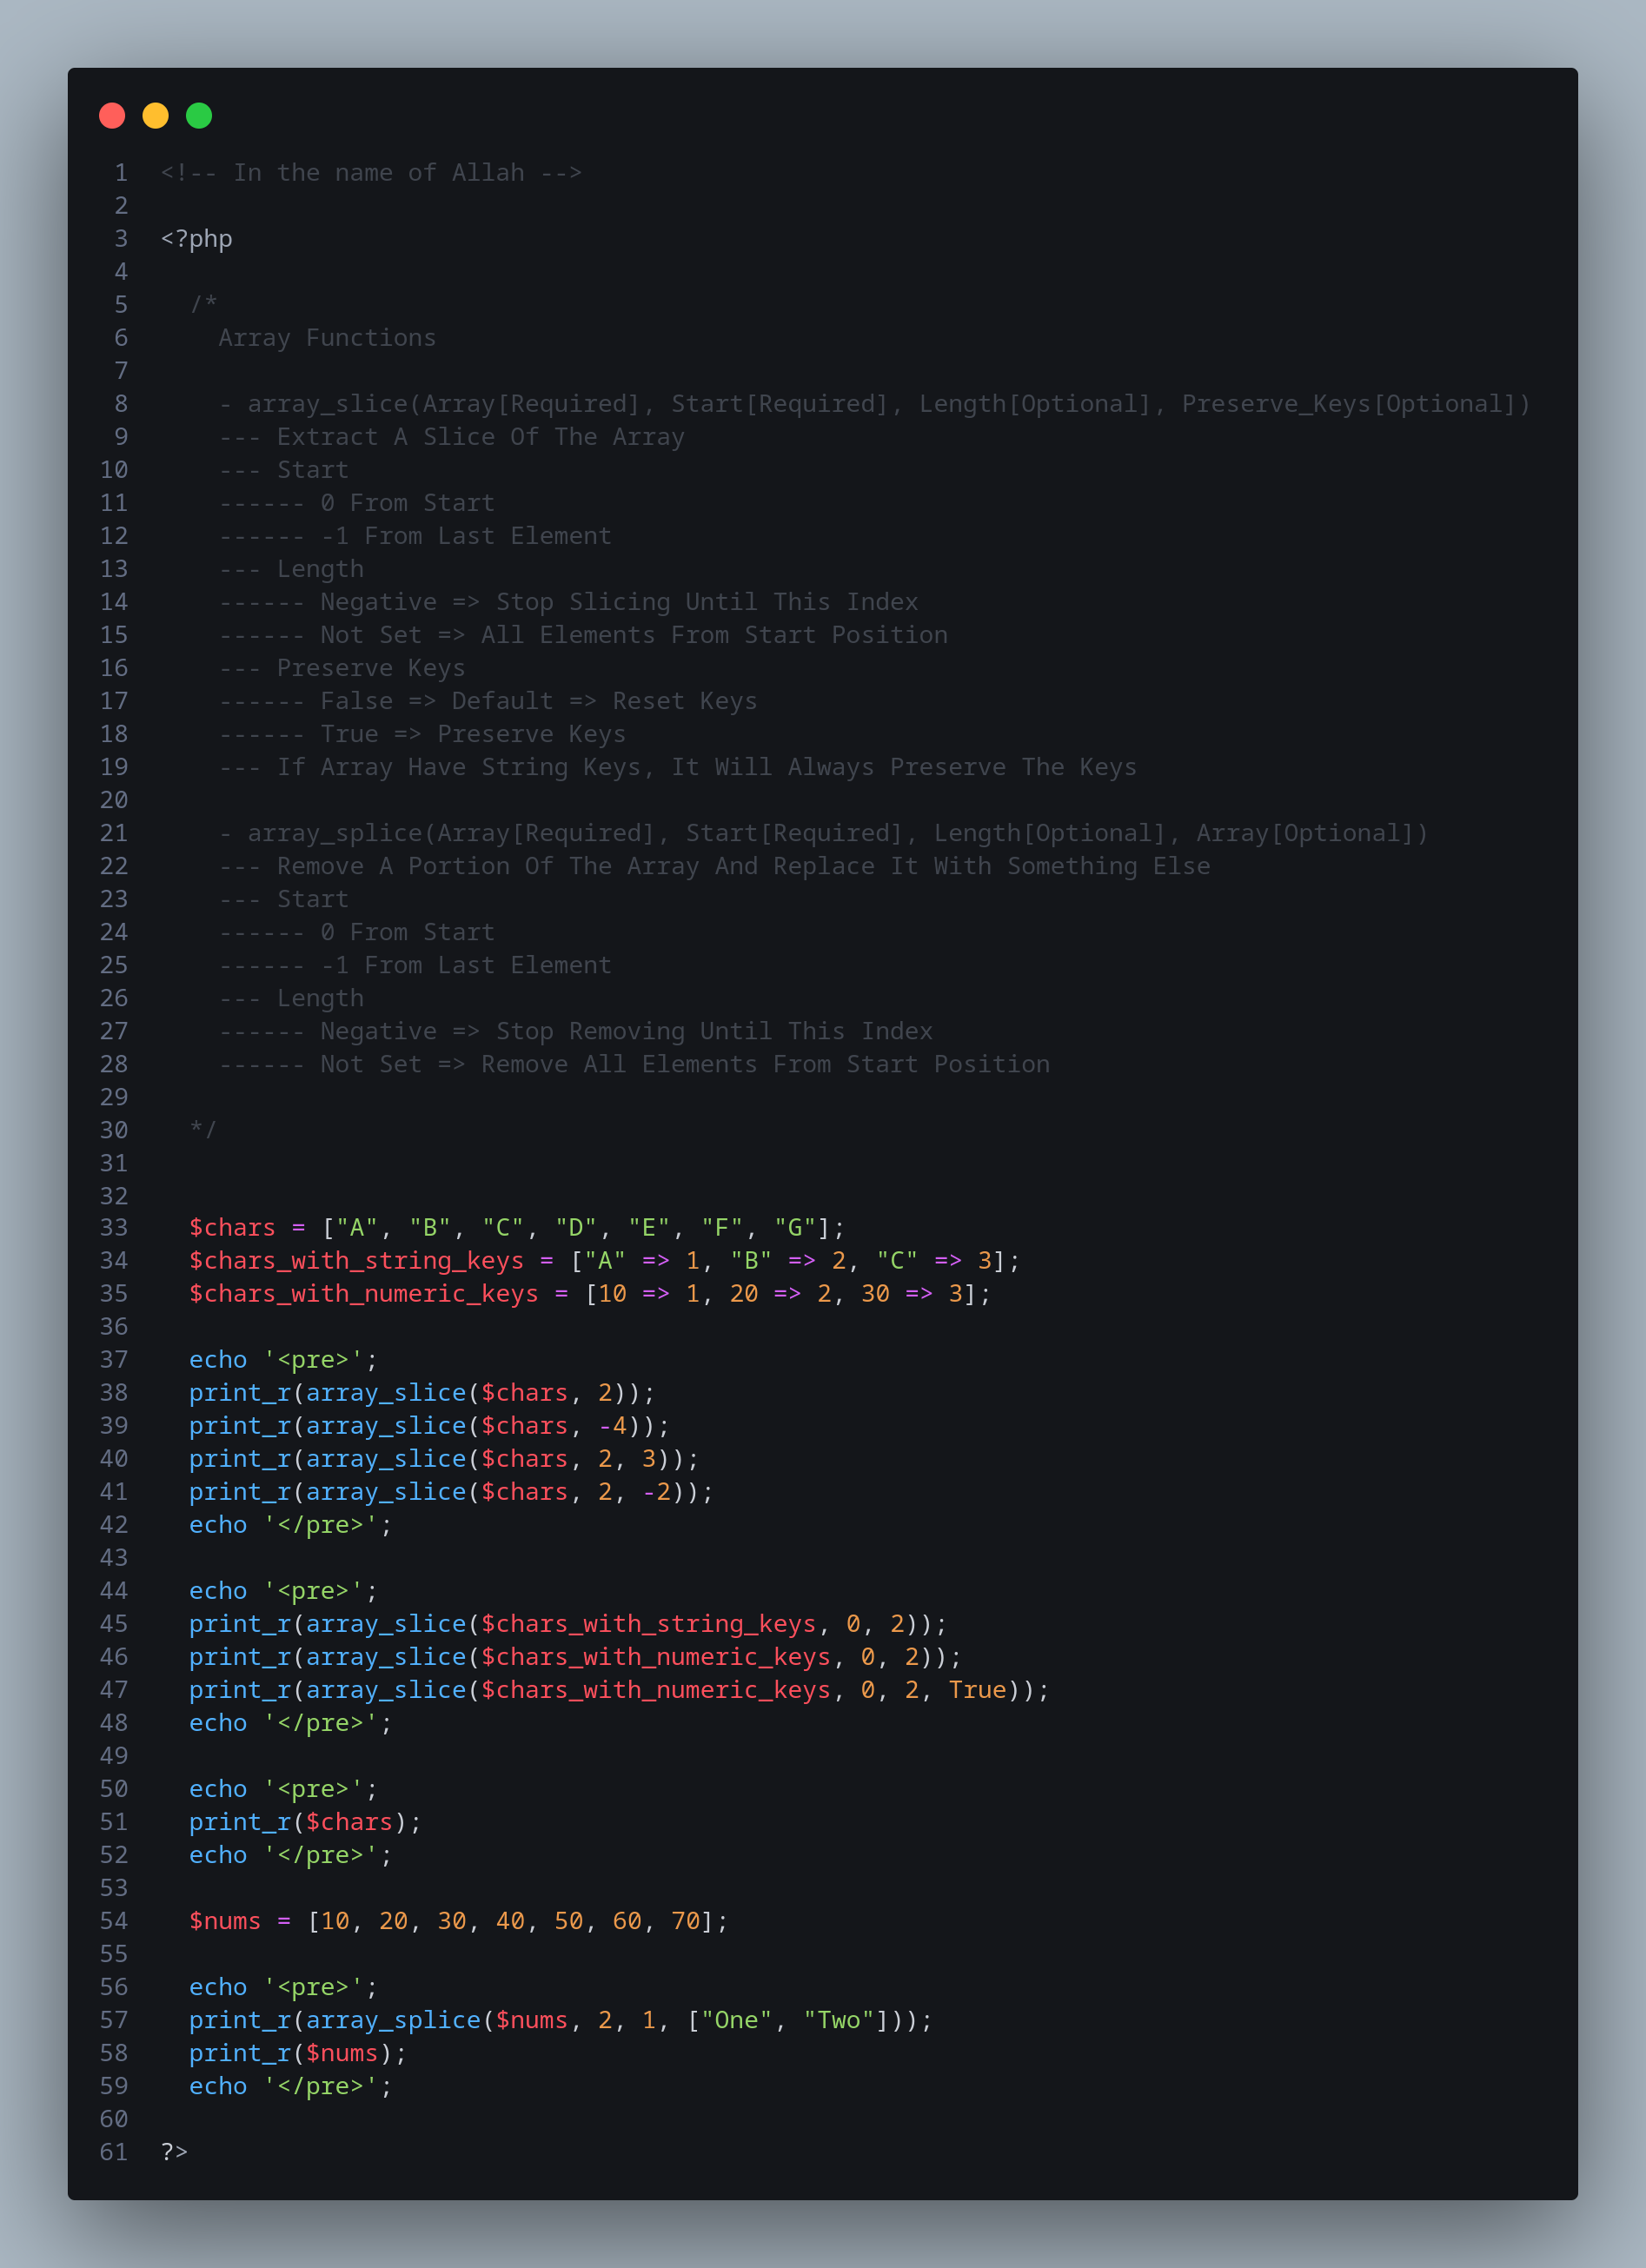 1 <!-- In the name of Allah -->
2
3 <?php
4
5   /*
6     Array Functions
7
8     - array_slice(Array[Required], Start[Required], Length[Optional], Preserve_Keys[Optional])
9     --- Extract A Slice Of The Array
10     --- Start
11     ------ 0 From Start
12     ------ -1 From Last Element
13     --- Length
14     ------ Negative => Stop Slicing Until This Index
15     ------ Not Set => All Elements From Start Position
16     --- Preserve Keys
17     ------ False => Default => Reset Keys
18     ------ True => Preserve Keys
19     --- If Array Have String Keys, It Will Always Preserve The Keys
20
21     - array_splice(Array[Required], Start[Required], Length[Optional], Array[Optional])
22     --- Remove A Portion Of The Array And Replace It With Something Else
23     --- Start
24     ------ 0 From Start
25     ------ -1 From Last Element
26     --- Length
27     ------ Negative => Stop Removing Until This Index
28     ------ Not Set => Remove All Elements From Start Position
29
30   */
31
32
33   $chars = ["A", "B", "C", "D", "E", "F", "G"];
34   $chars_with_string_keys = ["A" => 1, "B" => 2, "C" => 3];
35   $chars_with_numeric_keys = [10 => 1, 20 => 2, 30 => 3];
36
37   echo '<pre>';
38   print_r(array_slice($chars, 2));
39   print_r(array_slice($chars, -4));
40   print_r(array_slice($chars, 2, 3));
41   print_r(array_slice($chars, 2, -2));
42   echo '</pre>';
43
44   echo '<pre>';
45   print_r(array_slice($chars_with_string_keys, 0, 2));
46   print_r(array_slice($chars_with_numeric_keys, 0, 2));
47   print_r(array_slice($chars_with_numeric_keys, 0, 2, True));
48   echo '</pre>';
49
50   echo '<pre>';
51   print_r($chars);
52   echo '</pre>';
53
54   $nums = [10, 20, 30, 40, 50, 60, 70];
55
56   echo '<pre>';
57   print_r(array_splice($nums, 2, 1, ["One", "Two"]));
58   print_r($nums);
59   echo '</pre>';
60
61 ?>